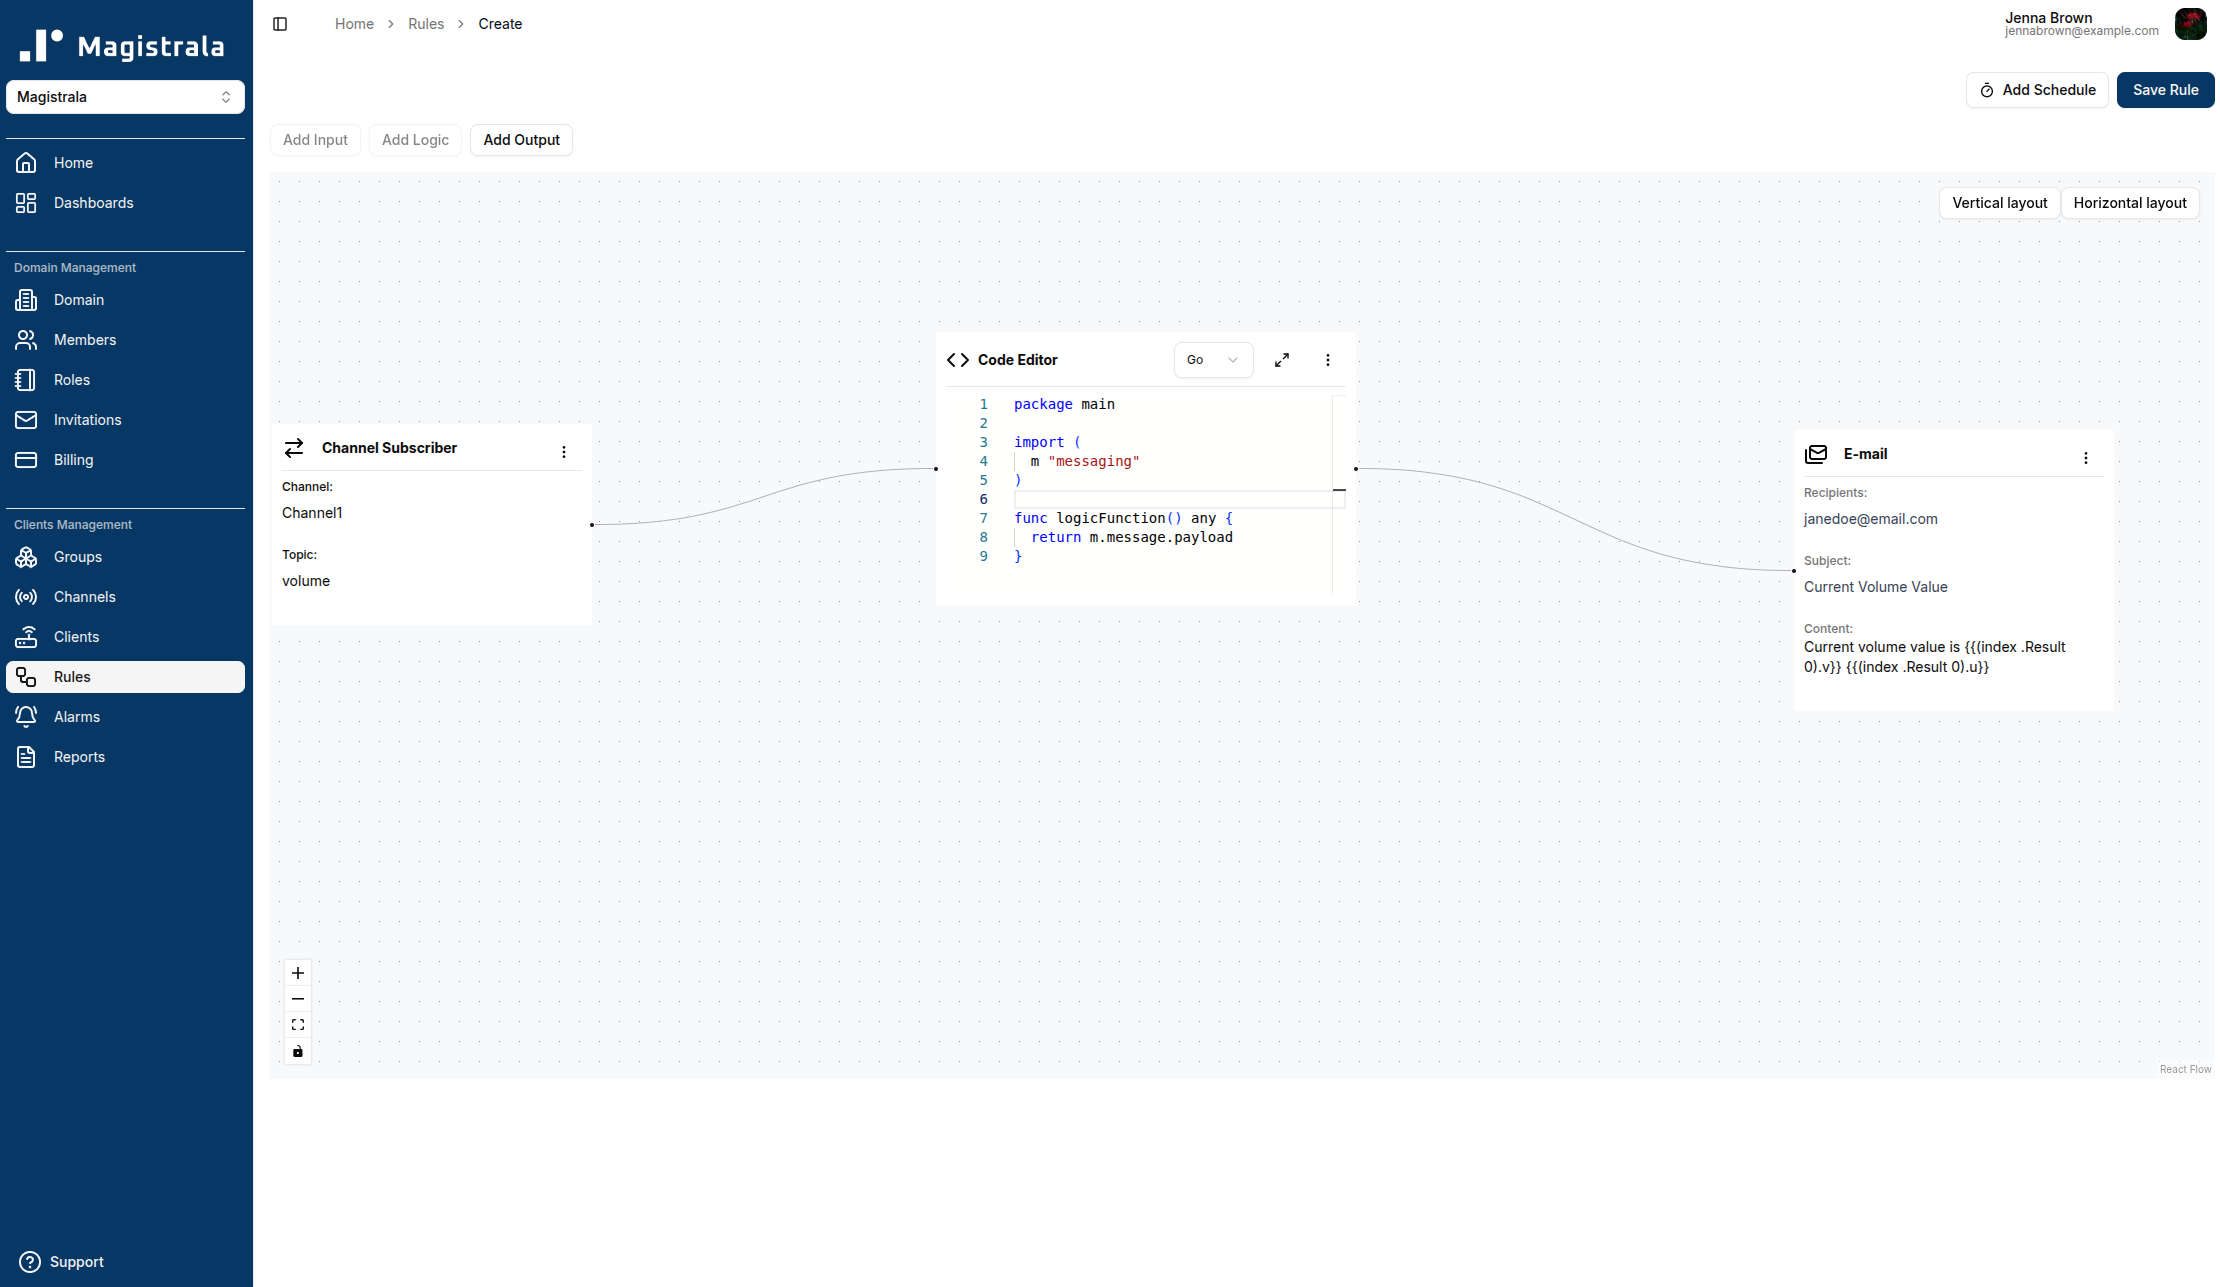 Magistrala
Magistrala
Home
Dashboards
Domain Management
Domain
Members
Roles
Invitations
Billing
Clients Management
Groups
Channels
Clients
Rules
Alarms
Reports
Support
Home > Rules > Create
Jenna Brown
jennabrown@example.com
Add Schedule
Save Rule
Add Input
Add Logic
Add Output
Vertical layout
Horizontal layout
Channel Subscriber
Channel:
Channel1
Topic:
volume
Code Editor
Go
1 package main
2
3 import (
4 m "messaging"
5 )
6
7 func logicFunction() any {
8 return m.message.payload
9 }
E-mail
Recipients:
janedoe@email.com
Subject:
Current Volume Value
Content:
Current volume value is {{(index .Result
0).v}} {{(index .Result 0).u}}
React Flow